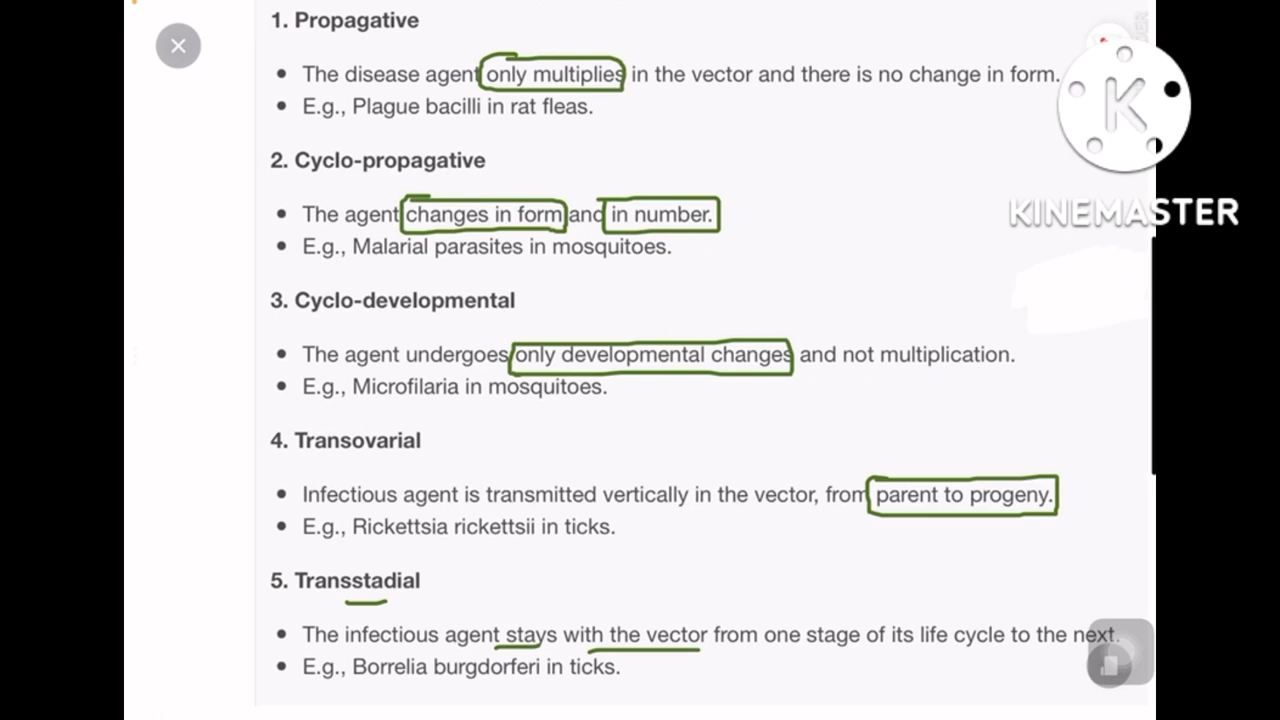 1. Propagative
• The disease agent only multiplies in the vector and there is no change in form.
• E.g., Plague bacilli in rat fleas.
2. Cyclo-propagative
• The agent changes in form and in number.
• E.g., Malarial parasites in mosquitoes.
3. Cyclo-developmental
• The agent undergoes only developmental changes and not multiplication.
• E.g., Microfilaria in mosquitoes.
4. Transovarial
• Infectious agent is transmitted vertically in the vector, from parent to progeny.
• E.g., Rickettsia rickettsii in ticks.
5. Transstadial
• The infectious agent stays with the vector from one stage of its life cycle to the next.
• E.g., Borrelia burgdorferi in ticks.
K
KINEMASTER